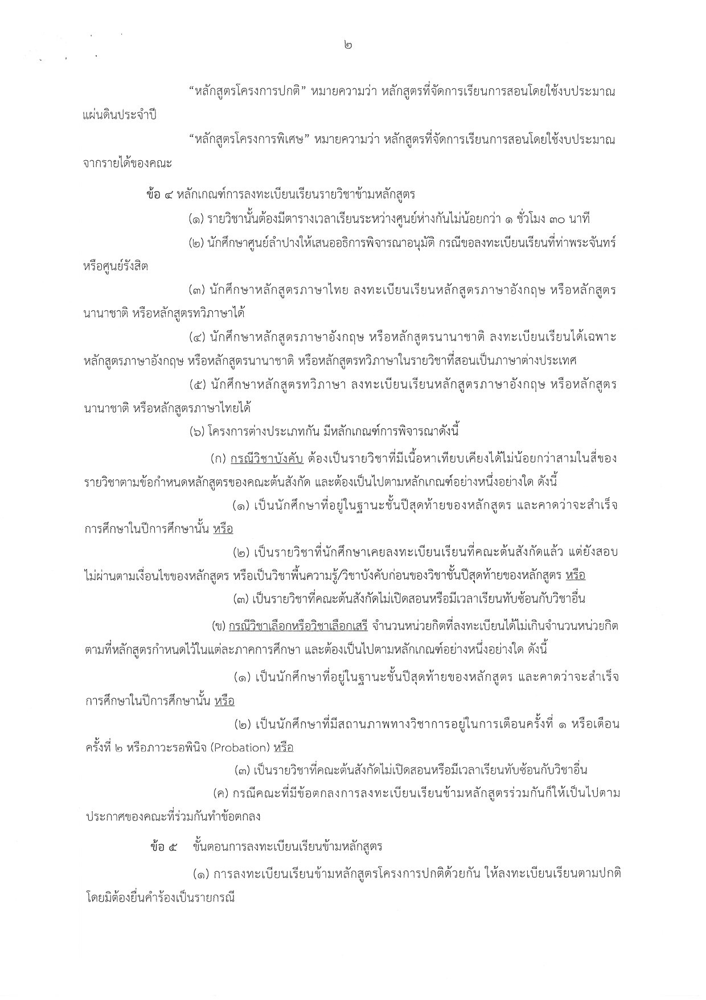 ๒
“หลักสูตรโครงการปกติ” หมายความว่า หลักสูตรที่จัดการเรียนการสอนโดยใช้งบประมาณ
แผ่นดินประจำปี
“หลักสูตรโครงการพิเศษ” หมายความว่า หลักสูตรที่จัดการเรียนการสอนโดยใช้งบประมาณ
จากรายได้ของคณะ
ข้อ ๔ หลักเกณฑ์การลงทะเบียนเรียนรายวิชาข้ามหลักสูตร
(๑) รายวิชานั้นต้องมีตารางเวลาเรียนระหว่างศูนย์ห่างกันไม่น้อยกว่า ๑ ชั่วโมง ๓๐ นาที
(๒) นักศึกษาศูนย์ลำปางให้เสนออธิการพิจารณาอนุมัติ กรณีขอลงทะเบียนเรียนที่ท่าพระจันทร์
หรือศูนย์รังสิต
(๓) นักศึกษาหลักสูตรภาษาไทย ลงทะเบียนเรียนหลักสูตรภาษาอังกฤษ หรือหลักสูตร
นานาชาติ หรือหลักสูตรทวิภาษาได้
(๔) นักศึกษาหลักสูตรภาษาอังกฤษ หรือหลักสูตรนานาชาติ ลงทะเบียนเรียนได้เฉพาะ
หลักสูตรภาษาอังกฤษ หรือหลักสูตรนานาชาติ หรือหลักสูตรทวิภาษาในรายวิชาที่สอนเป็นภาษาต่างประเทศ
(๕) นักศึกษาหลักสูตรทวิภาษา ลงทะเบียนเรียนหลักสูตรภาษาอังกฤษ หรือหลักสูตร
นานาชาติ หรือหลักสูตรภาษาไทยได้
(๖) โครงการต่างประเภทกัน มีหลักเกณฑ์การพิจารณาดังนี้
(ก) กรณีวิชาบังคับ ต้องเป็นรายวิชาที่มีเนื้อหาเทียบเคียงได้ไม่น้อยกว่าสามในสี่ของ
รายวิชาตามข้อกำหนดหลักสูตรของคณะต้นสังกัด และต้องเป็นไปตามหลักเกณฑ์อย่างหนึ่งอย่างใด ดังนี้
(๑) เป็นนักศึกษาที่อยู่ในฐานะชั้นปีสุดท้ายของหลักสูตร และคาดว่าจะสำเร็จ
การศึกษาในปีการศึกษานั้น หรือ
(๒) เป็นรายวิชาที่นักศึกษาเคยลงทะเบียนเรียนที่คณะต้นสังกัดแล้ว แต่ยังสอบ
ไม่ผ่านตามเงื่อนไขของหลักสูตร หรือเป็นวิชาพื้นความรู้/วิชาบังคับก่อนของวิชาชั้นปีสุดท้ายของหลักสูตร หรือ
(๓) เป็นรายวิชาที่คณะต้นสังกัดไม่เปิดสอนหรือมีเวลาเรียนทับซ้อนกับวิชาอื่น
(ข) กรณีวิชาเลือกหรือวิชาเลือกเสรี จำนวนหน่วยกิตที่ลงทะเบียนได้ไม่เกินจำนวนหน่วยกิต
ตามที่หลักสูตรกำหนดไว้ในแต่ละภาคการศึกษา และต้องเป็นไปตามหลักเกณฑ์อย่างหนึ่งอย่างใด ดังนี้
(๑) เป็นนักศึกษาที่อยู่ในฐานะชั้นปีสุดท้ายของหลักสูตร และคาดว่าจะสำเร็จ
การศึกษาในปีการศึกษานั้น หรือ
(๒) เป็นนักศึกษาที่มีสถานภาพทางวิชาการอยู่ในการเตือนครั้งที่ ๑ หรือเตือน
ครั้งที่ ๒ หรือภาวะรอพินิจ (Probation) หรือ
(๓) เป็นรายวิชาที่คณะต้นสังกัดไม่เปิดสอนหรือมีเวลาเรียนทับซ้อนกับวิชาอื่น
(ค) กรณีคณะที่มีข้อตกลงการลงทะเบียนเรียนข้ามหลักสูตรร่วมกันก็ให้เป็นไปตาม
ประกาศของคณะที่ร่วมกันทำข้อตกลง
ข้อ ๕ ขั้นตอนการลงทะเบียนเรียนข้ามหลักสูตร
(๑) การลงทะเบียนเรียนข้ามหลักสูตรโครงการปกติด้วยกัน ให้ลงทะเบียนเรียนตามปกติ
โดยมิต้องยื่นคำร้องเป็นรายกรณี